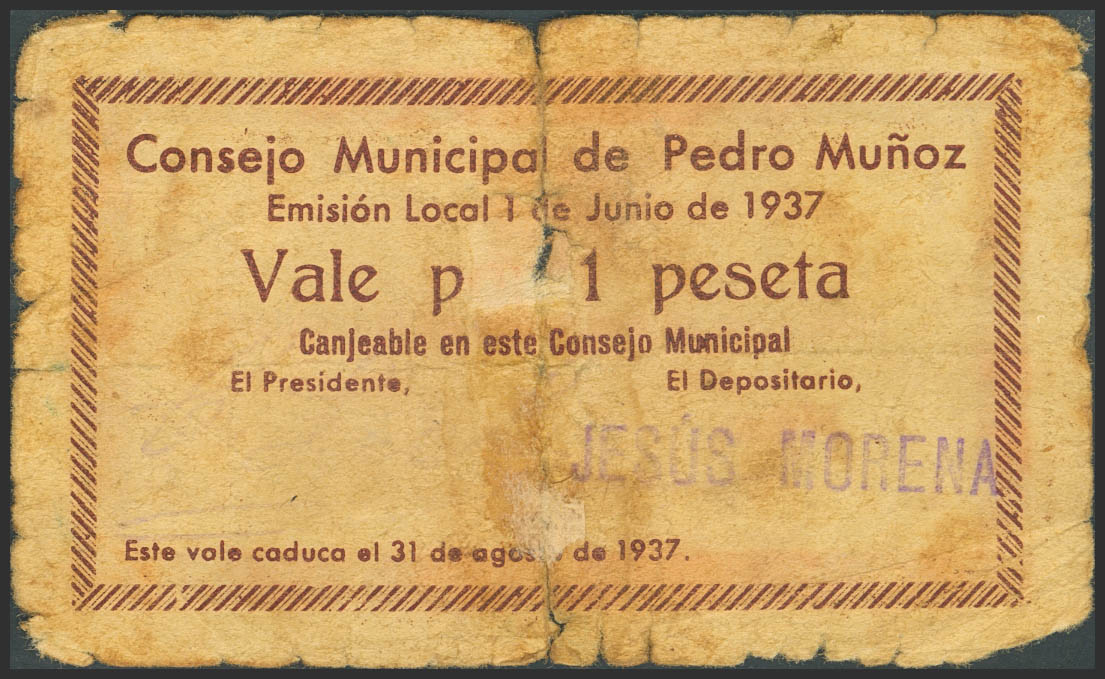 Consejo Municipal de Pedro Muñoz
Emisión Local 1 de Junio de 1937
Vale p 1 peseta
Canjeable en este Consejo Municipal
El Presidente, El Depositario,
JESÚS MORENA
Este vale caduca el 31 de agosto de 1937.